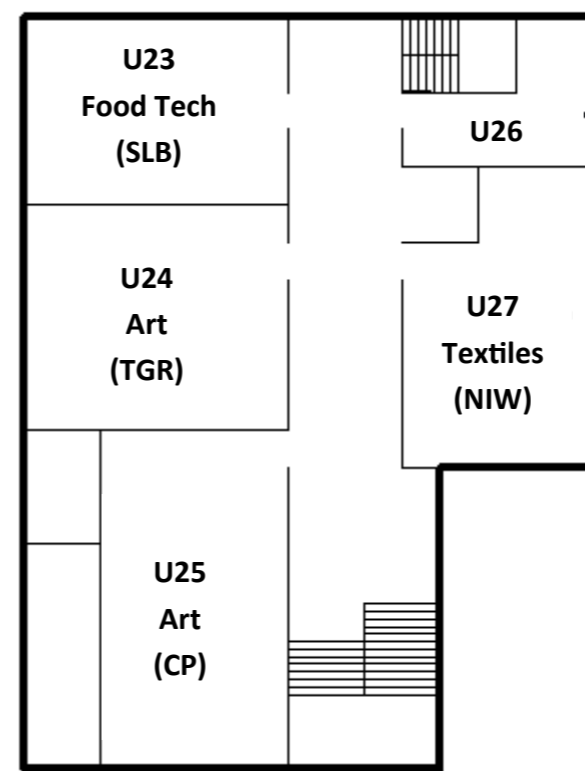 U23
Food Tech
(SLB)
U26
U24
Art
(TGR)
U27
Textiles
(NIW)
U25
Art
(CP)